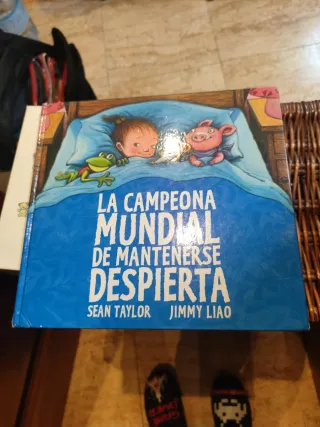 LA CAMPEONA
MUNDIAL
DE MANTENERSE
DESPIERTA
SEAN TAYLOR JIMMY LIAO